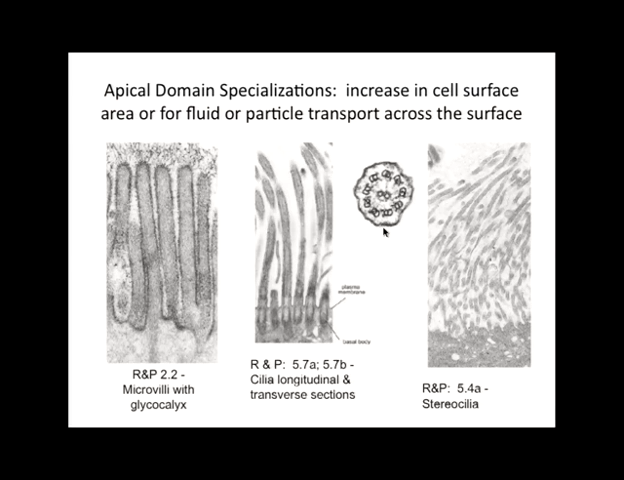 Apical Domain Specializations: increase in cell surface
area or for fluid or particle transport across the surface
plasma
membrane
basal body
R&P 2.2 -
Microvilli with
glycocalyx
R & P: 5.7a; 5.7b -
Cilia longitudinal &
transverse sections
R&P: 5.4a -
Stereocilia